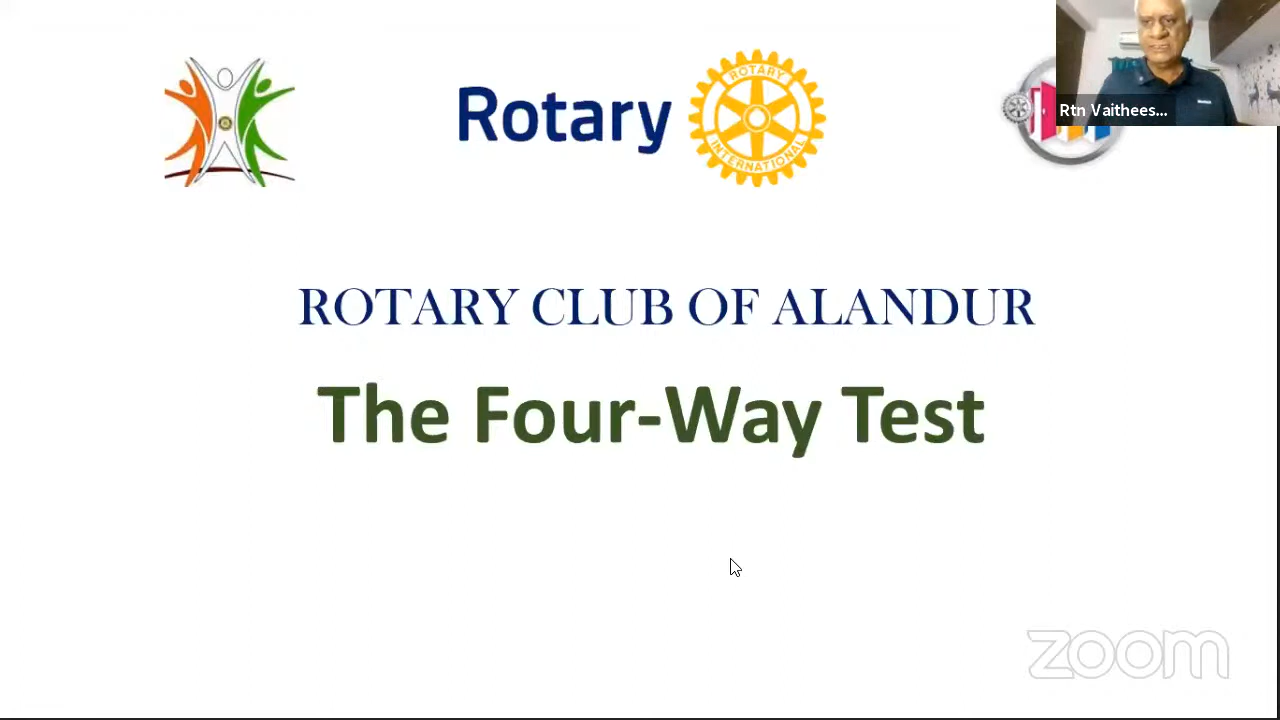 Rotary
ROTARY
INTERNATIONAL
Rtn Vaithees...
ROTARY CLUB OF ALANDUR
The Four-Way Test
zoom